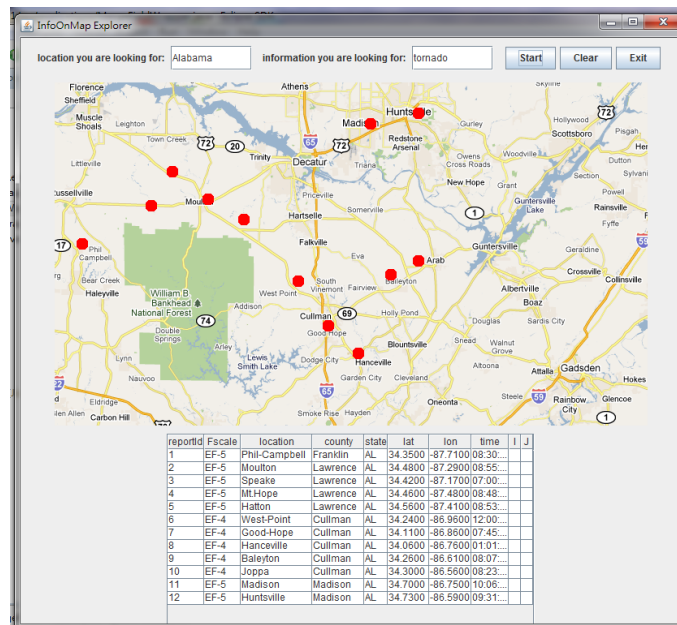 InfoOnMap Explorer
location you are looking for: Alabama information you are looking for: tornado Start Clear Exit
Florence Athens Skyline
Sheffield Huntsville 72
Muscle Shoals Leighton Madison Gurley Hollywood Pisgah
Town Creek 72 20 65 72 Redstone Arsenal Scottsboro
Trinity Decatur Triana Owens Cross Roads Woodville Dutton
Littleville Section
New Hope Grant Powell
Priceville
Moul Somerville 1 Guntersville Lake Rainsville
Hartselle Fyffe
17 Phil Campbell Falkville Guntersville 59
Eva Arab Geraldine
Bear Creek South Vinemont Fairview Baileyton Crossville Collinsville
Haleyville William B Bankhead National Forest West Point Albertville
Addison Boaz
74 Cullman 69 Holly Pond Douglas Sardis City
Double Springs Good Hope
Arley Blountsville Snead Walnut Grove
Lynn Lewis Smith Lake Dodge City Hanceville Altoona Attalla Gadsden
Nauvoo Garden City Cleveland Hokes
65
Eldridge Oneonta Steele 59 Rainbow City Glencoe
Carbon Hill Smoke Rise Hayden 1
reportId Fscale location county state lat lon time I J
1 EF-5 Phil-Campbell Franklin AL 34.3500 -87.7100 08:30:...
2 EF-5 Moulton Lawrence AL 34.4800 -87.2900 08:55:...
3 EF-5 Speake Lawrence AL 34.4200 -87.1700 07:00:...
4 EF-5 Mt.Hope Lawrence AL 34.4600 -87.4800 08:48:...
5 EF-5 Hatton Lawrence AL 34.5600 -87.4100 08:53:...
6 EF-4 West-Point Cullman AL 34.2400 -86.9600 12:00:...
7 EF-4 Good-Hope Cullman AL 34.1100 -86.8600 07:45:...
8 EF-4 Hanceville Cullman AL 34.0600 -86.7600 01:01:...
9 EF-4 Baleyton Cullman AL 34.2600 -86.6100 08:07:...
10 EF-4 Joppa Cullman AL 34.3000 -86.5600 08:23:...
11 EF-5 Madison Madison AL 34.7000 -86.7500 10:06:...
12 EF-5 Huntsville Madison AL 34.7300 -86.5900 09:31:...